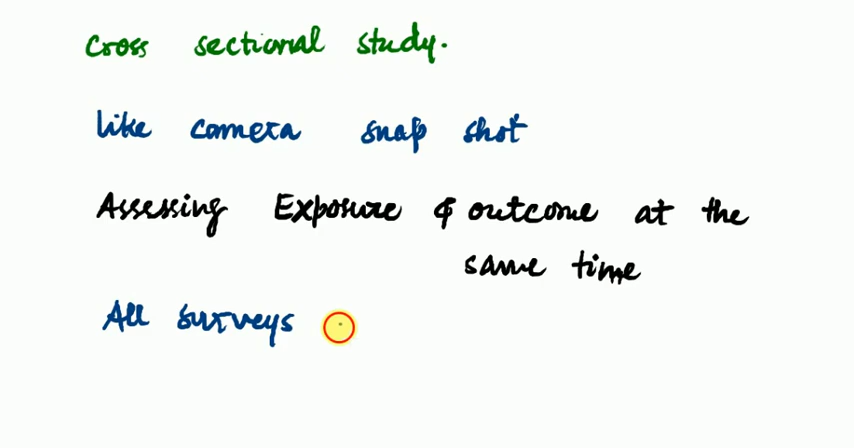 Cross sectional study.
like camera snap shot
Assessing Exposure & outcome at the
same time
All surveys